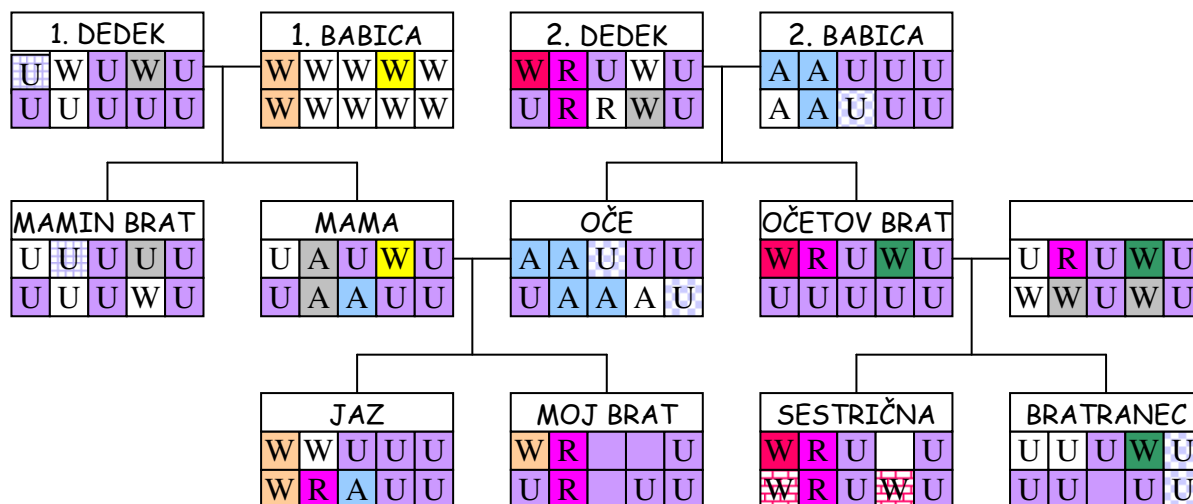 1. DEDEK
U W U W U
U U U U U
1. BABICA
W W W W W
W W W W W
2. DEDEK
W R U W U
U R R W U
2. BABICA
A A U U U
A A U U U
MAMIN BRAT
U U U U U
U U U W U
MAMA
U A U W U
U A A U U
OČE
A A U U U
U A A A U
OČETOV BRAT
W R U W U
U U U U U
U R U W U
W W U W U
JAZ
W W U U U
W R A U U
MOJ BRAT
W R U
U R U U
SESTRIČNA
W R U U
W R U W U
BRATRANEC
U U U W U
U U U U